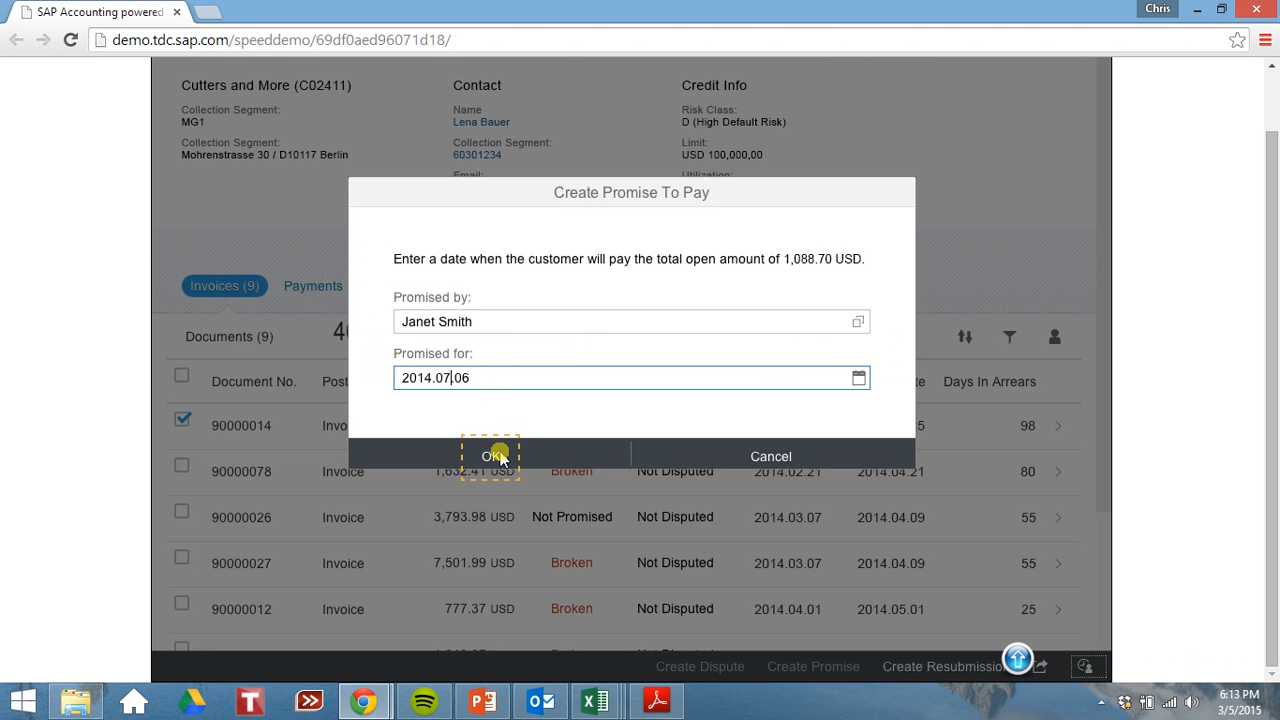 SAP Accounting powered
Chris
demo.tdc.sap.com/speeddemo/69df0aed96071d18/
Cutters and More (C02411)
Contact
Credit Info
Collection Segment:
MG1
Name
Lena Bauer
Risk Class:
D (High Default Risk)
Collection Segment:
Mohrenstrasse 30 / D10117 Berlin
Collection Segment:
60301234
Limit:
USD 100,000,00
Email:
Utilization:
Create Promise To Pay
Enter a date when the customer will pay the total open amount of 1,088.70 USD.
Promised by:
Janet Smith
Promised for:
2014.07.06
OK
Cancel
Invoices (9)
Payments
Documents (9)
Document No.
Days In Arrears
90000014
98
90000078 Invoice 1,632.41 USD Broken Not Disputed 2014.02.21 2014.04.21 80
90000026 Invoice 3,793.98 USD Not Promised Not Disputed 2014.03.07 2014.04.09 55
90000027 Invoice 7,501.99 USD Broken Not Disputed 2014.03.07 2014.04.09 55
90000012 Invoice 777.37 USD Broken Not Disputed 2014.04.01 2014.05.01 25
Create Dispute
Create Promise
Create Resubmission
6:13 PM
3/5/2015